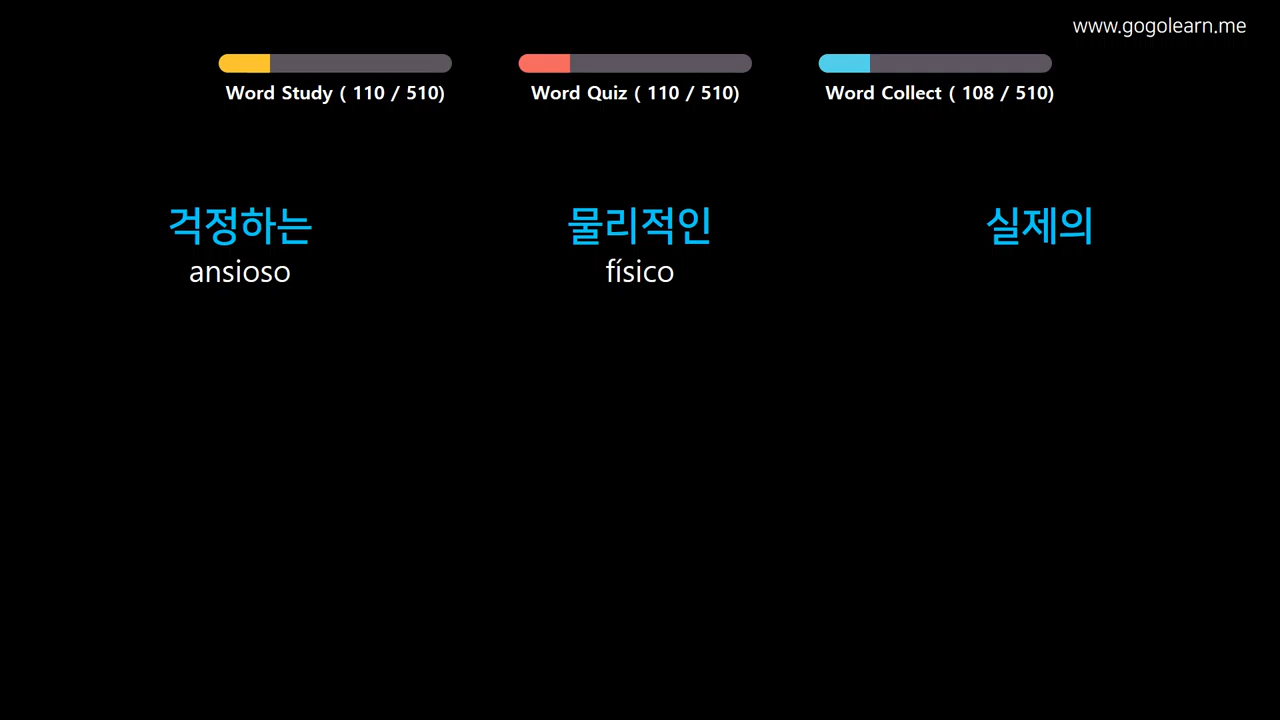 www.gogolearn.me
Word Study ( 110 / 510)
Word Quiz ( 110 / 510)
Word Collect ( 108 / 510)
걱정하는
ansioso
물리적인
físico
실제의